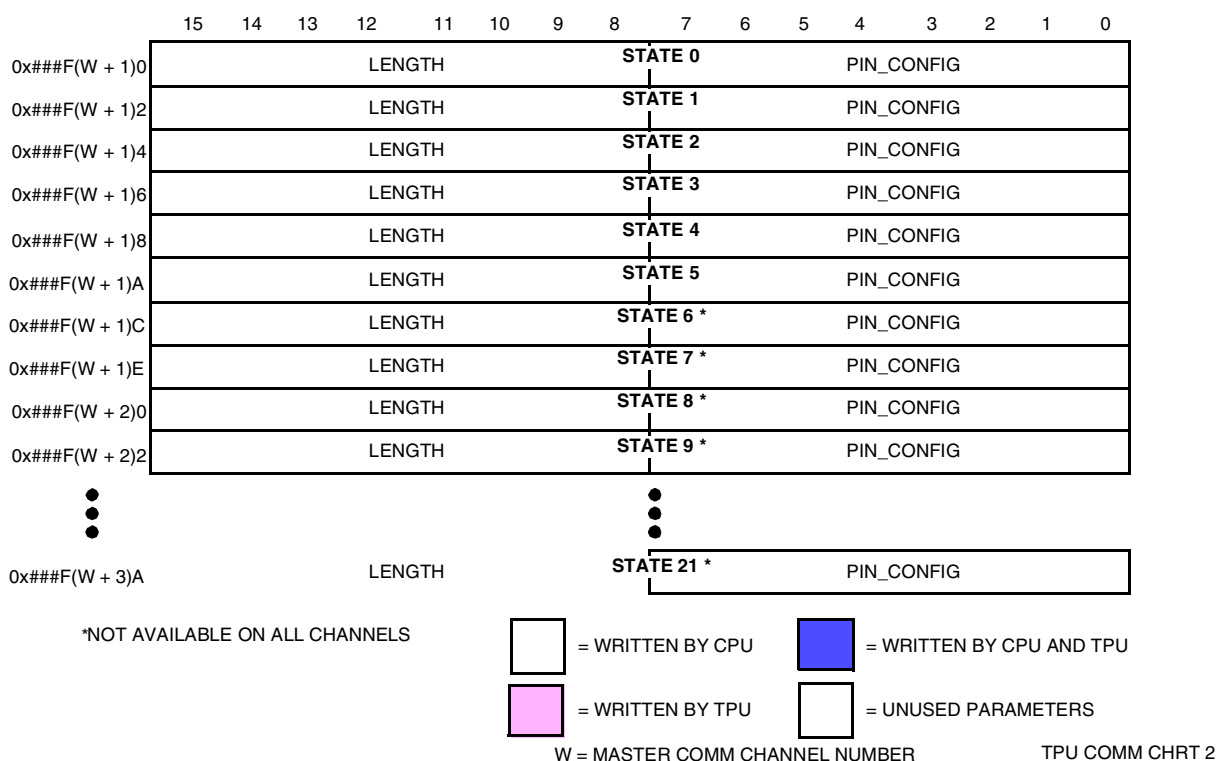 15 14 13 12 11 10 9 8 7 6 5 4 3 2 1 0
0x###F(W + 1)0 LENGTH STATE 0 PIN_CONFIG
0x###F(W + 1)2 LENGTH STATE 1 PIN_CONFIG
0x###F(W + 1)4 LENGTH STATE 2 PIN_CONFIG
0x###F(W + 1)6 LENGTH STATE 3 PIN_CONFIG
0x###F(W + 1)8 LENGTH STATE 4 PIN_CONFIG
0x###F(W + 1)A LENGTH STATE 5 PIN_CONFIG
0x###F(W + 1)C LENGTH STATE 6 * PIN_CONFIG
0x###F(W + 1)E LENGTH STATE 7 * PIN_CONFIG
0x###F(W + 2)0 LENGTH STATE 8 * PIN_CONFIG
0x###F(W + 2)2 LENGTH STATE 9 * PIN_CONFIG
0x###F(W + 3)A LENGTH STATE 21 * PIN_CONFIG
*NOT AVAILABLE ON ALL CHANNELS
= WRITTEN BY CPU
= WRITTEN BY CPU AND TPU
= WRITTEN BY TPU
= UNUSED PARAMETERS
W = MASTER COMM CHANNEL NUMBER
TPU COMM CHRT 2